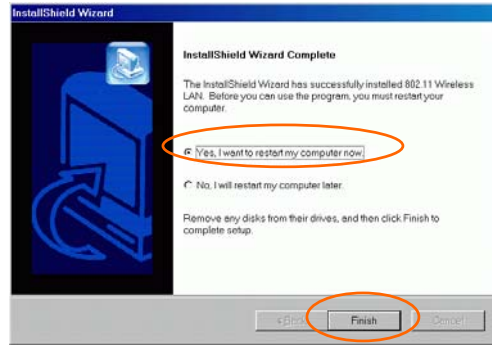 InstallShield Wizard
InstallShield Wizard Complete
The InstallShield Wizard has successfully installed 802.11 Wireless
LAN. Before you can use the program, you must restart your
computer.
Yes, I want to restart my computer now.
No, I will restart my computer later.
Remove any disks from their drives, and then click Finish to
complete setup.
< Back
Finish
Cancel